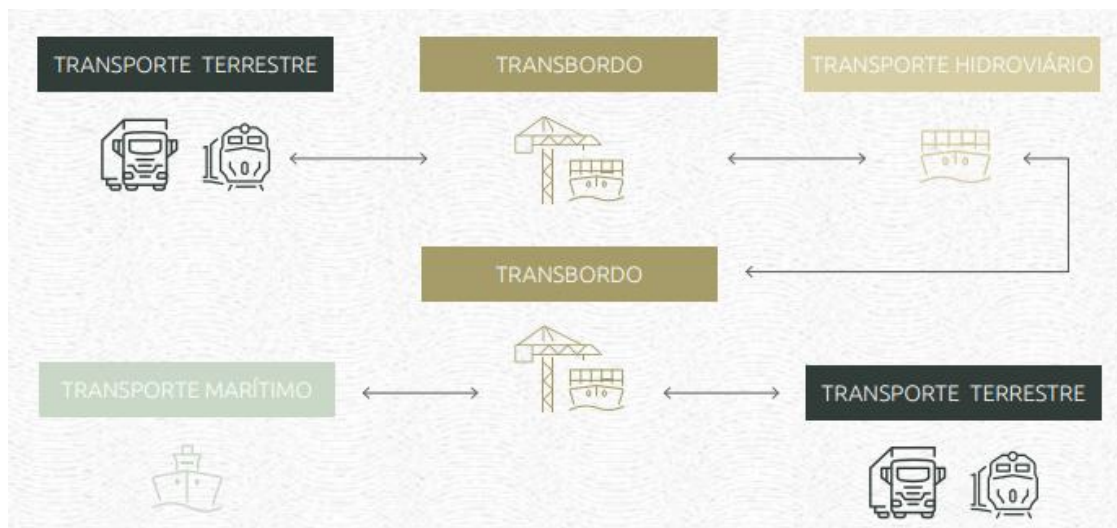 TRANSPORTE TERRESTRE
TRANSBORDO
TRANSPORTE HIDROVIÁRIO
TRANSBORDO
TRANSPORTE MARÍTIMO
TRANSPORTE TERRESTRE